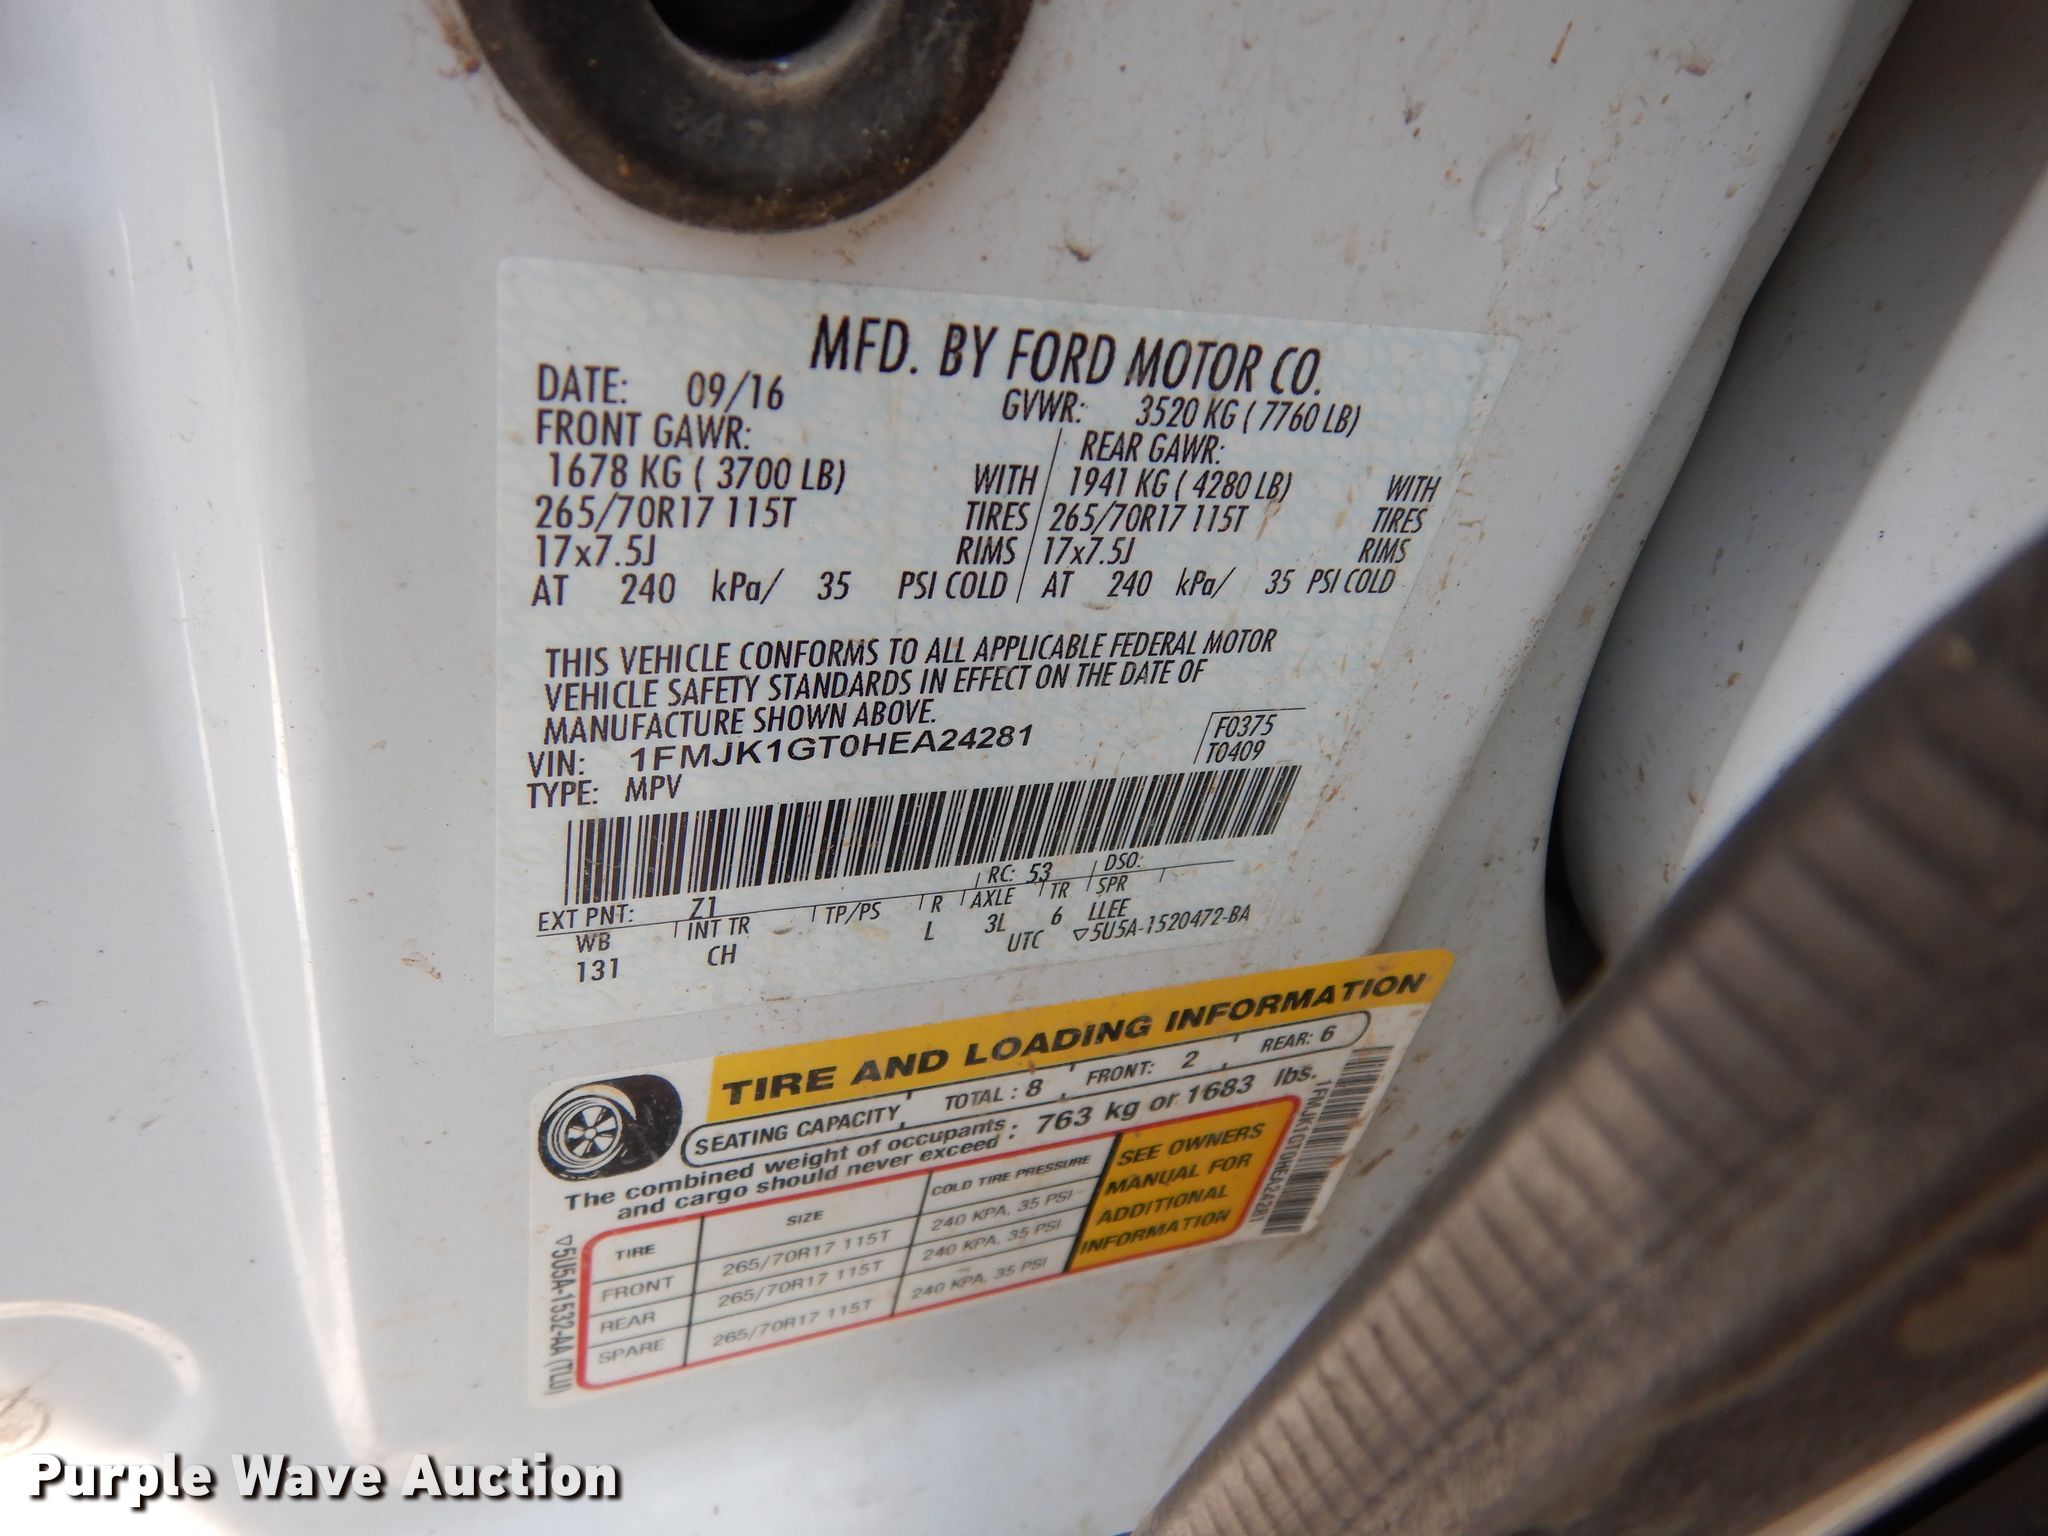 MFD. BY FORD MOTOR CO.
DATE: 09/16 GVWR: 3520 KG ( 7760 LB)
FRONT GAWR: REAR GAWR:
1678 KG ( 3700 LB) WITH 1941 KG ( 4280 LB) WITH
265/70R17 115T TIRES 265/70R17 115T TIRES
17x7.5J RIMS 17x7.5J RIMS
AT 240 kPa/ 35 PSI COLD AT 240 kPa/ 35 PSI COLD
THIS VEHICLE CONFORMS TO ALL APPLICABLE FEDERAL MOTOR
VEHICLE SAFETY STANDARDS IN EFFECT ON THE DATE OF
MANUFACTURE SHOWN ABOVE.
VIN: 1FMJK1GT0HEA24281 F0375
TYPE: MPV T0409
EXT PNT: Z1 RC: 53 DSO:
WB INT TR TP/PS R AXLE TR SPR
131 CH L 3L 6 LLEE
UTC ▽5U5A-1520472-BA
TIRE AND LOADING INFORMATION
SEATING CAPACITY TOTAL : 8 FRONT: 2 REAR: 6
The combined weight of occupants
and cargo should never exceed : 763 kg or 1683 lbs.
TIRE SIZE COLD TIRE PRESSURE
FRONT 265/70R17 115T 240 KPA, 35 PSI
REAR 265/70R17 115T 240 KPA, 35 PSI
SPARE 265/70R17 115T 240 KPA, 35 PSI
SEE OWNERS
MANUAL FOR
ADDITIONAL
INFORMATION
1FMJK1GT0HEA24281
▽5U5A-1532-AA (TLU)
Purple Wave Auction